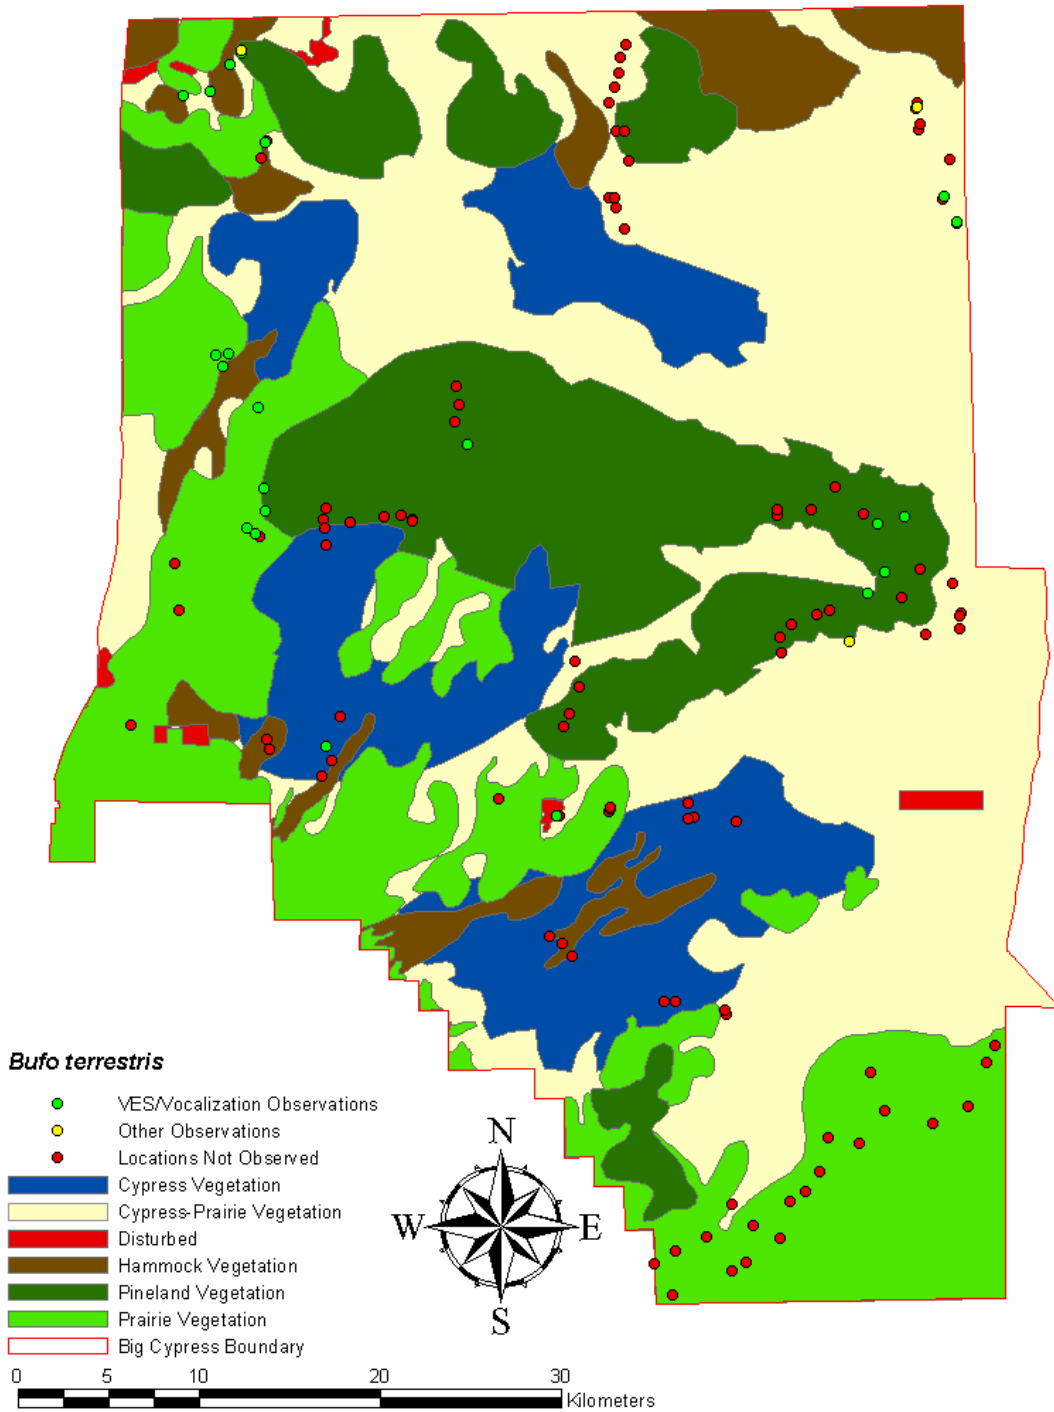 Bufo terrestris
VES/Vocalization Observations
Other Observations
Locations Not Observed
Cypress Vegetation
Cypress-Prairie Vegetation
Disturbed
Hammock Vegetation
Pineland Vegetation
Prairie Vegetation
Big Cypress Boundary
N
W E
S
0 5 10 20 30
Kilometers